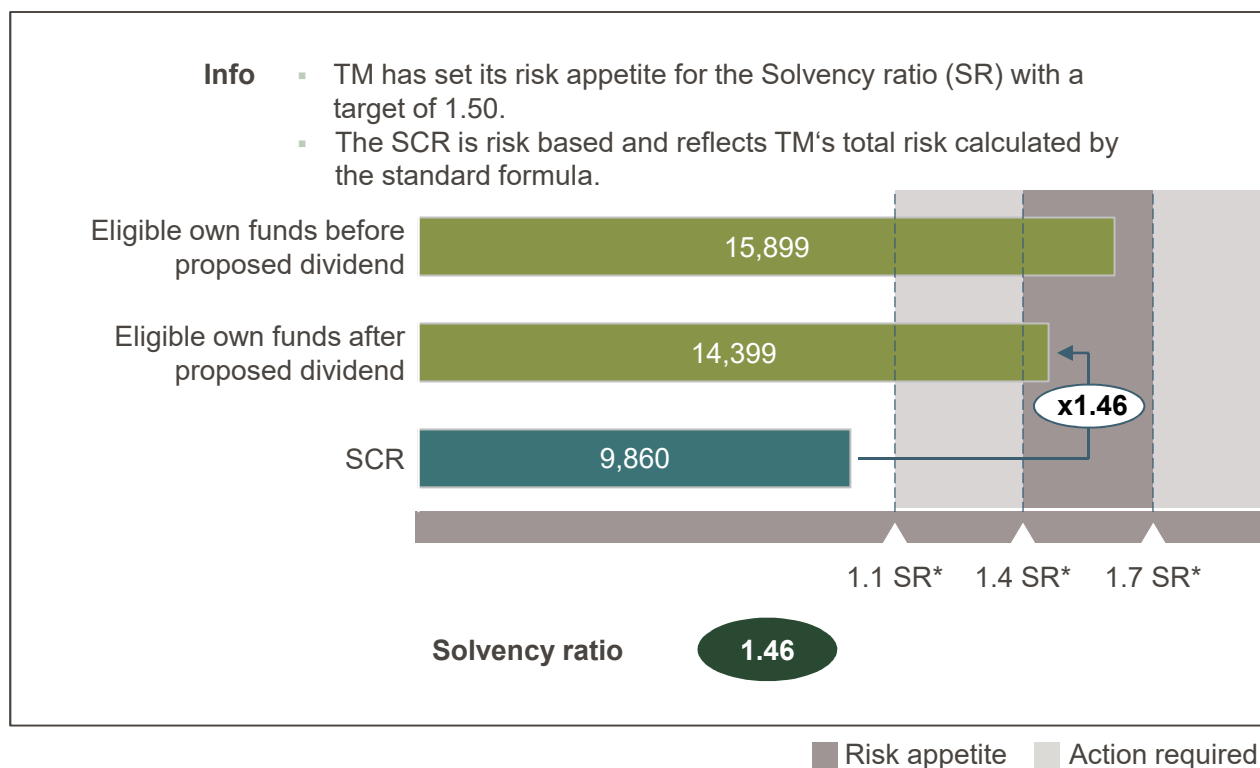 Info
▪ TM has set its risk appetite for the Solvency ratio (SR) with a
target of 1.50.
▪ The SCR is risk based and reflects TM‘s total risk calculated by
the standard formula.
Eligible own funds before
proposed dividend
15,899
Eligible own funds after
proposed dividend
14,399
x1.46
SCR
9,860
1.1 SR* 1.4 SR* 1.7 SR*
Solvency ratio 1.46
Risk appetite Action required